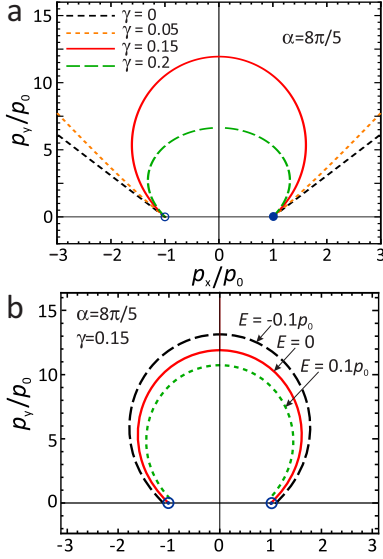 a
γ = 0
γ = 0.05
γ = 0.15
γ = 0.2
α=8π/5
15
10
5
0
p_y/p_0
-3 -2 -1 0 1 2 3
p_x/p_0
b
α=8π/5
γ=0.15
E = -0.1p_0
E = 0
E = 0.1p_0
15
10
5
0
p_y/p_0
-3 -2 -1 0 1 2 3